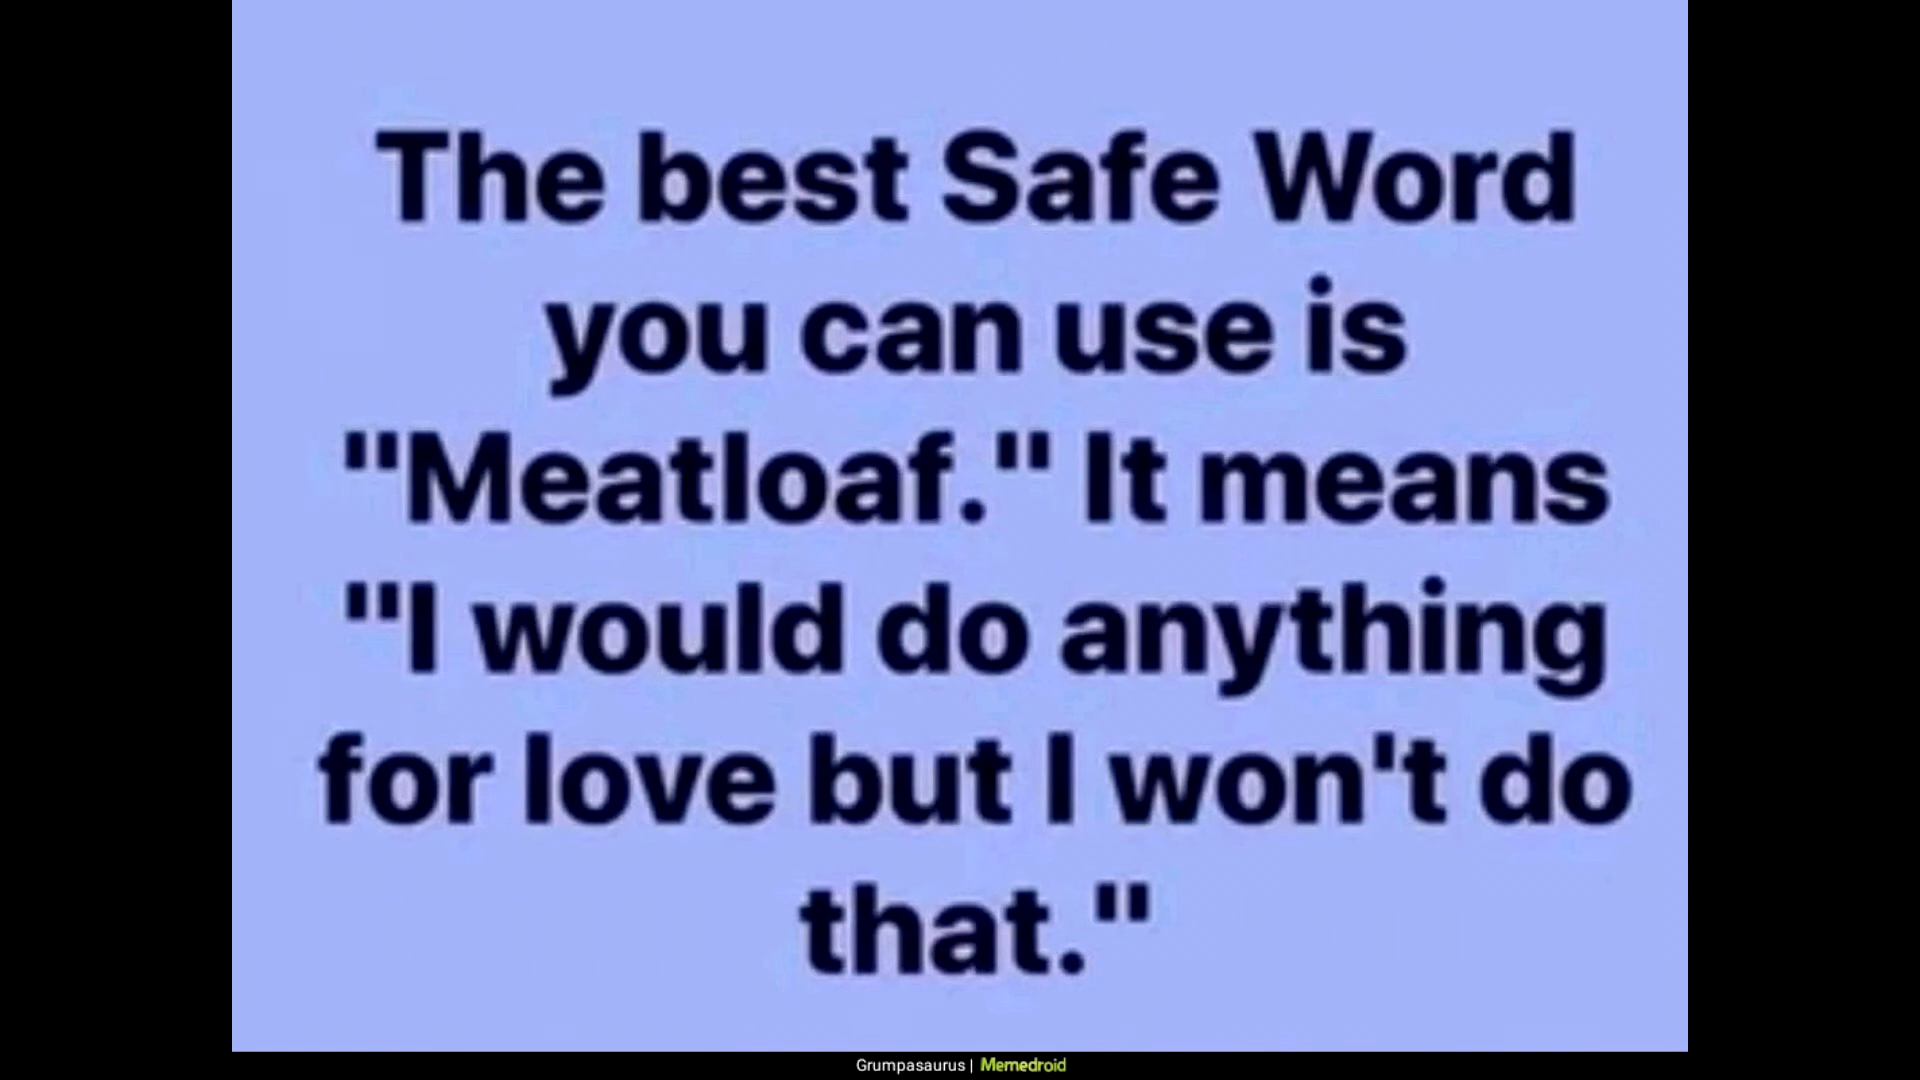 The best Safe Word
you can use is
"Meatloaf." It means
"I would do anything
for love but I won't do
that."
Grumpasaurus | Memedroid